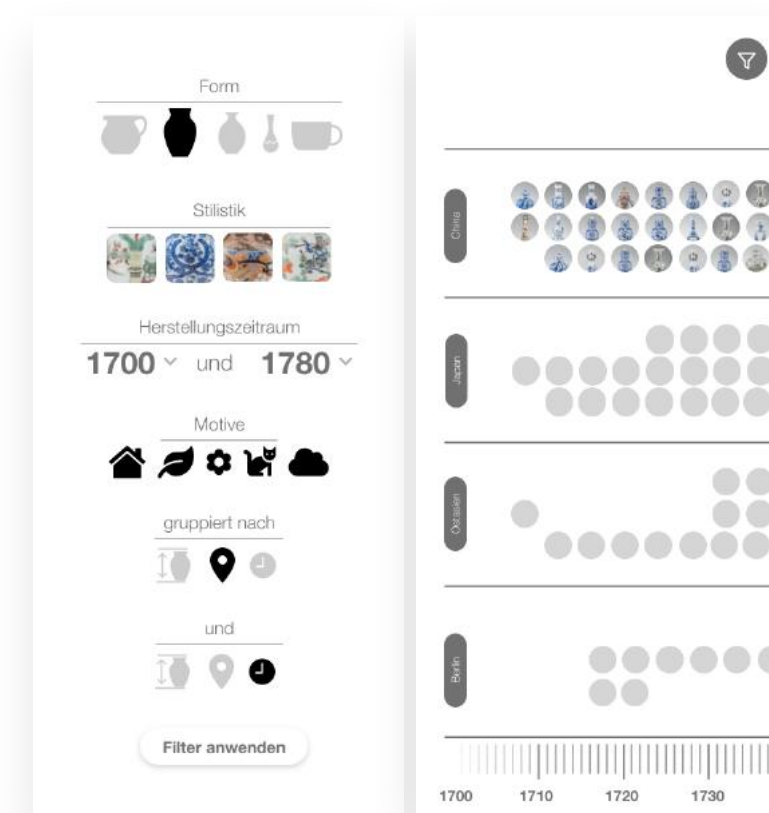 Form
Stilistik
Herstellungszeitraum
1700 und 1780
Motive
gruppiert nach
und
Filter anwenden
China
Japan
Ostasien
Berlin
1700 1710 1720 1730